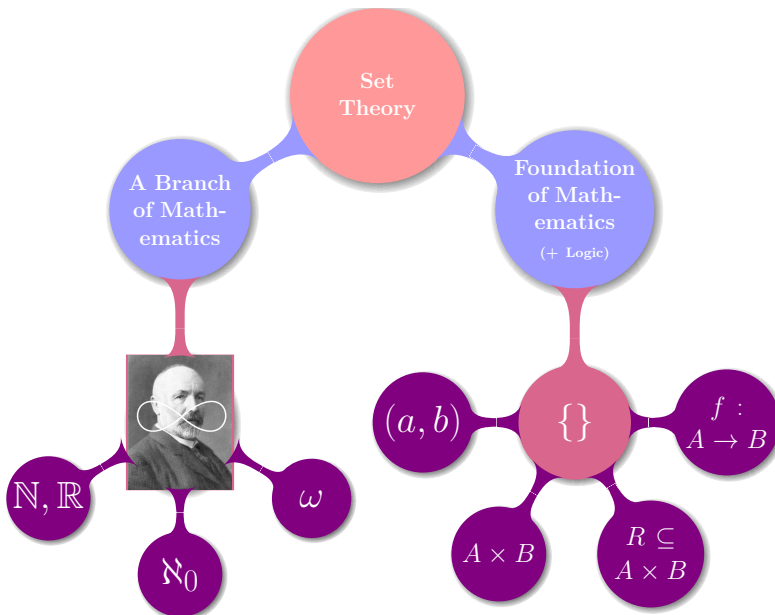 Set
Theory
A Branch
of Math-
ematics
Foundation
of Math-
ematics
(+ Logic)
∞
ℕ, ℝ
ℵ₀
ω
(a, b)
{}
f :
A → B
A × B
R ⊆
A × B